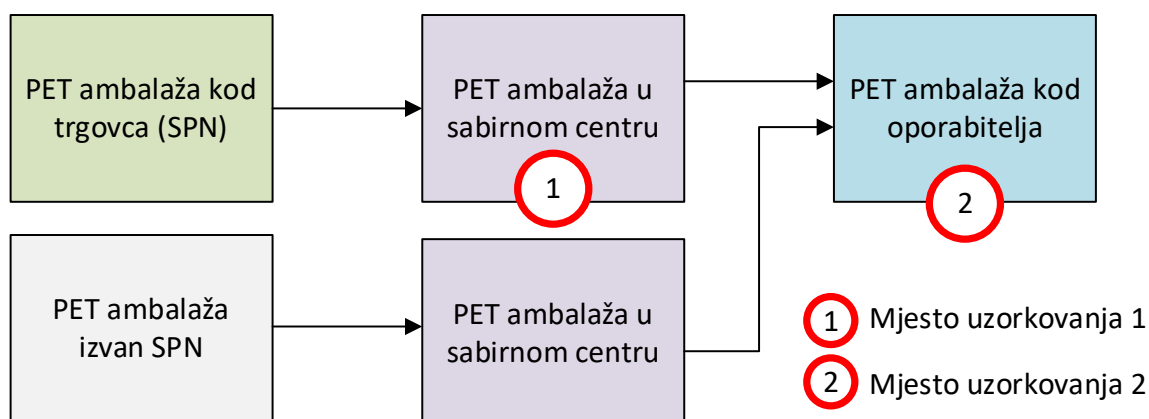 PET ambalaža kod
trgovca (SPN)
PET ambalaža u
sabirnom centru
1
PET ambalaža kod
oporabitelja
2
PET ambalaža
izvan SPN
PET ambalaža u
sabirnom centru
1 Mjesto uzorkovanja 1
2 Mjesto uzorkovanja 2